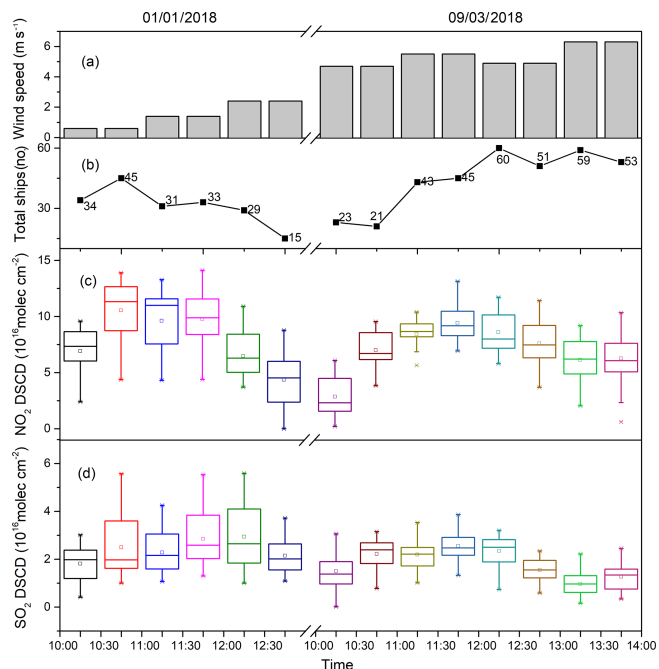 01/01/2018 09/03/2018
Wind speed (m s⁻¹)
6
4
2
0
(a)
Total ships(no)
60
30
(b)
34 45 31 33 29 15 23 21 43 45 60 51 59 53
NO₂ DSCD (10¹⁶molec cm⁻²)
15
10
5
0
(c)
SO₂ DSCD (10¹⁶molec cm⁻²)
6
4
2
0
(d)
10:00 10:30 11:00 11:30 12:00 12:30 10:00 10:30 11:00 11:30 12:00 12:30 13:00 13:30 14:00
Time